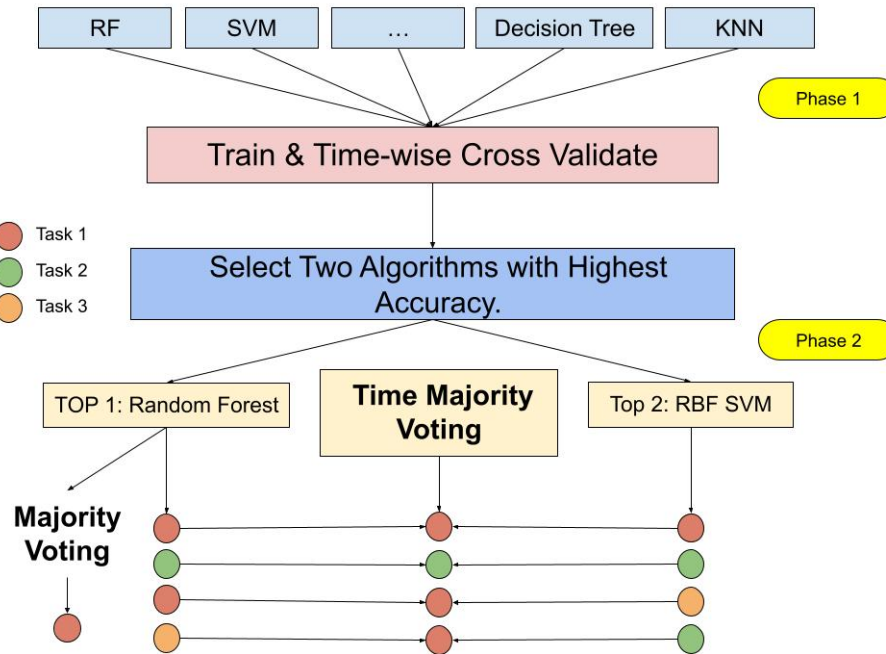 RF
SVM
...
Decision Tree
KNN
Phase 1
Train & Time-wise Cross Validate
Task 1
Task 2
Task 3
Select Two Algorithms with Highest
Accuracy.
Phase 2
TOP 1: Random Forest
Time Majority
Voting
Top 2: RBF SVM
Majority
Voting